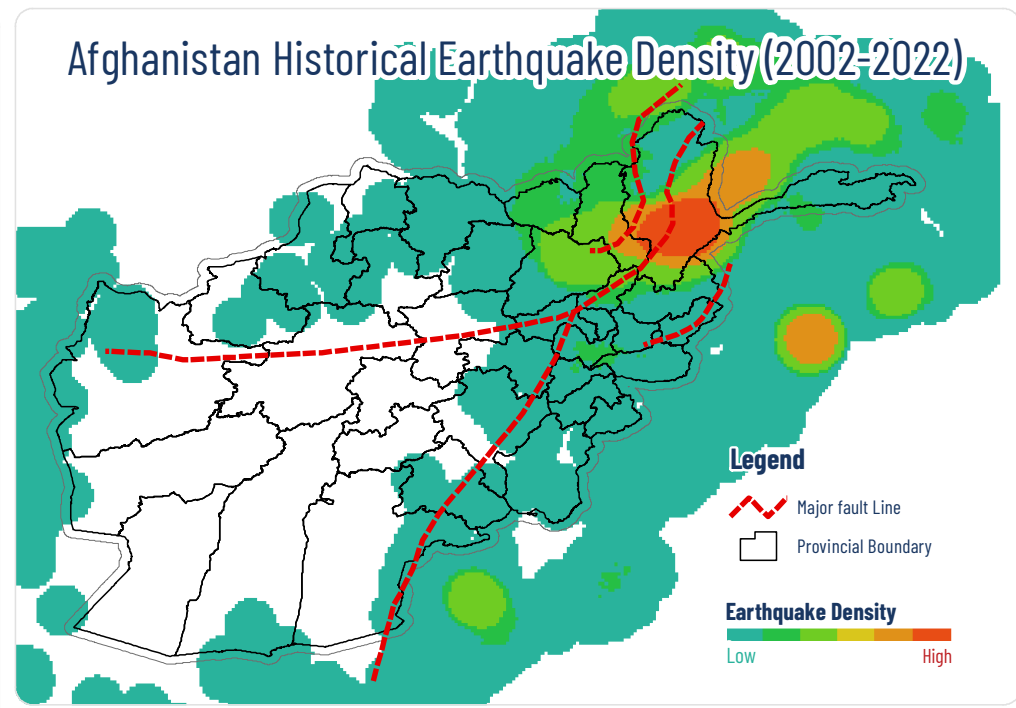 Afghanistan Historical Earthquake Density (2002-2022)
Legend
Major fault Line
Provincial Boundary
Earthquake Density
Low
High